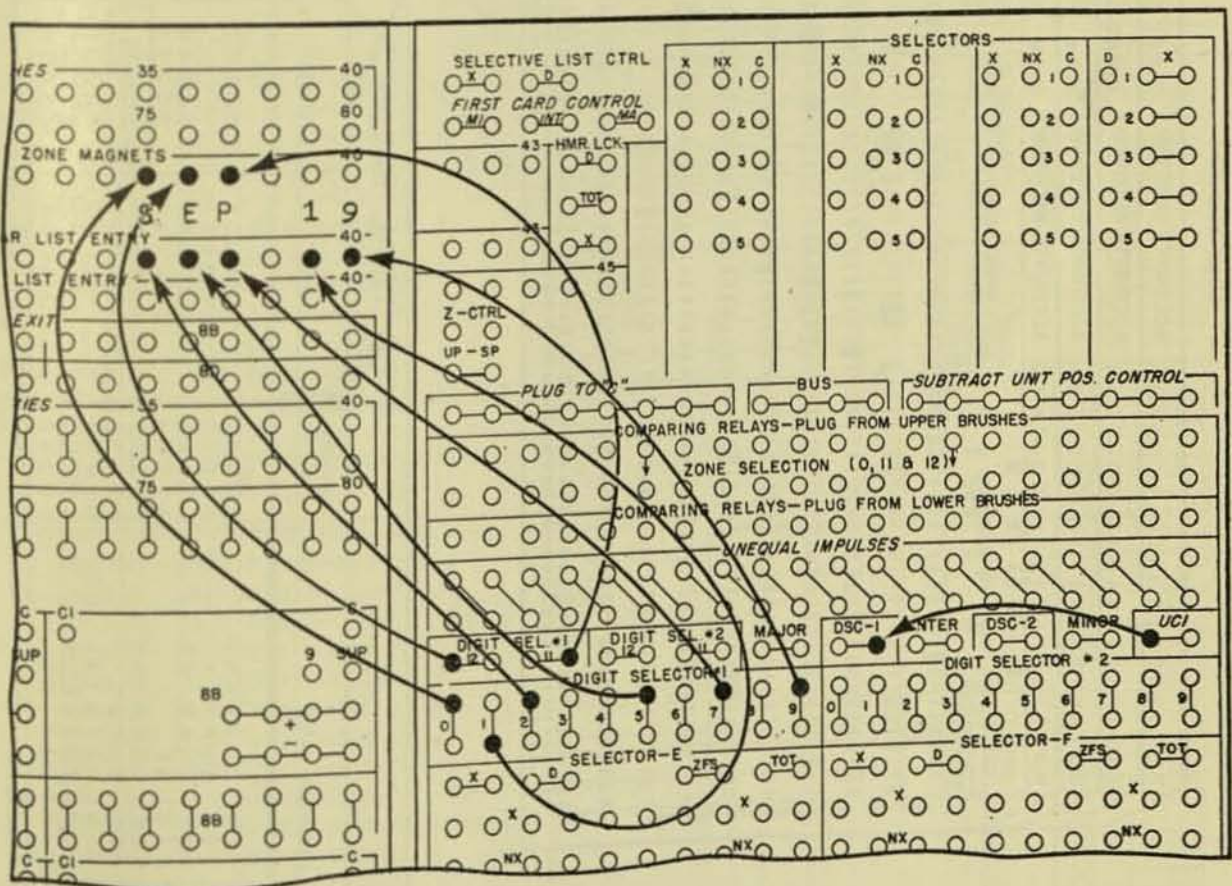 HES 35 40
75 80
ZONE MAGNETS 40
S E P 1 9
AR LIST ENTRY 40
LIST ENTRY 40
EXIT
8B
80
TIES 35 40
75 80
C C1 C
SUP 9 SUP
8B
+
-
8B
C C1 C
SELECTIVE LIST CTRL
X D
FIRST CARD CONTROL
MI INT MA
43 HMR. LCK
D
TOT
45
X
45
Z-CTRL
UP-SP
SELECTORS
X NX C X NX C X NX C D X
1 1 1 1
2 2 2 2
3 3 3 3
4 4 4 4
5 5 5 5
PLUG TO "C" BUS SUBTRACT UNIT POS. CONTROL
COMPARING RELAYS-PLUG FROM UPPER BRUSHES
ZONE SELECTION (0, 11 & 12)
COMPARING RELAYS-PLUG FROM LOWER BRUSHES
UNEQUAL IMPULSES
DIGIT SEL. #1 DIGIT SEL. #2 MAJOR DSC-1 INTER DSC-2 MINOR UCI
12 11 12 11
DIGIT SELECTOR #1 DIGIT SELECTOR #2
0 1 2 3 4 5 6 7 8 9 0 1 2 3 4 5 6 7 8 9
SELECTOR-E SELECTOR-F
X D ZFS TOT X D ZFS TOT
X X X X
NX NX NX NX